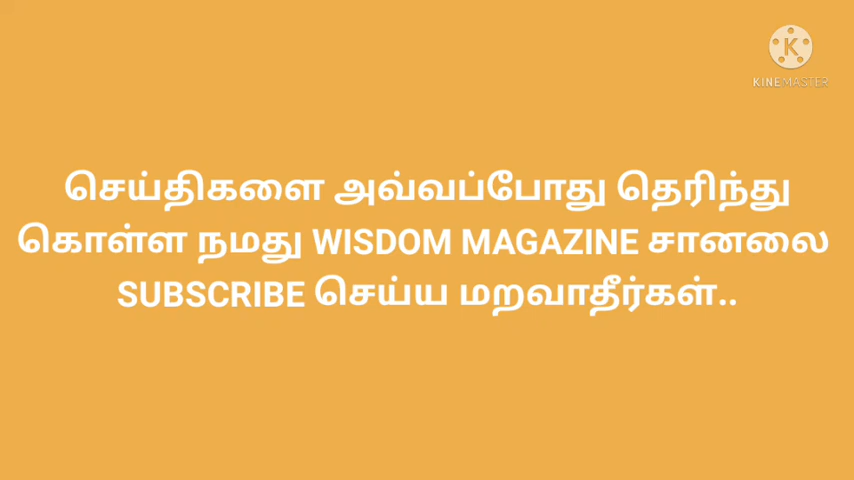 K
KINEMASTER
செய்திகளை அவ்வப்போது தெரிந்து
கொள்ள நமது WISDOM MAGAZINE சானலை
SUBSCRIBE செய்ய மறவாதீர்கள்..